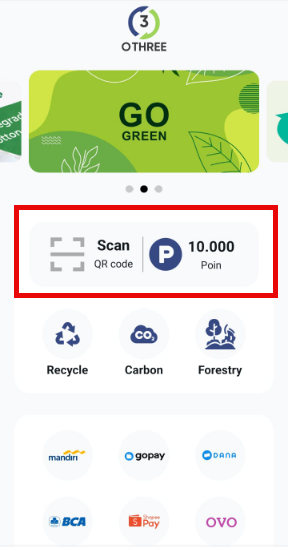 3
OTHREE
GO
GREEN
Scan
QR code
P
10.000
Poin
CO₂
Recycle
Carbon
Forestry
mandiri
gopay
DANA
BCA
Shopee
Pay
OVO